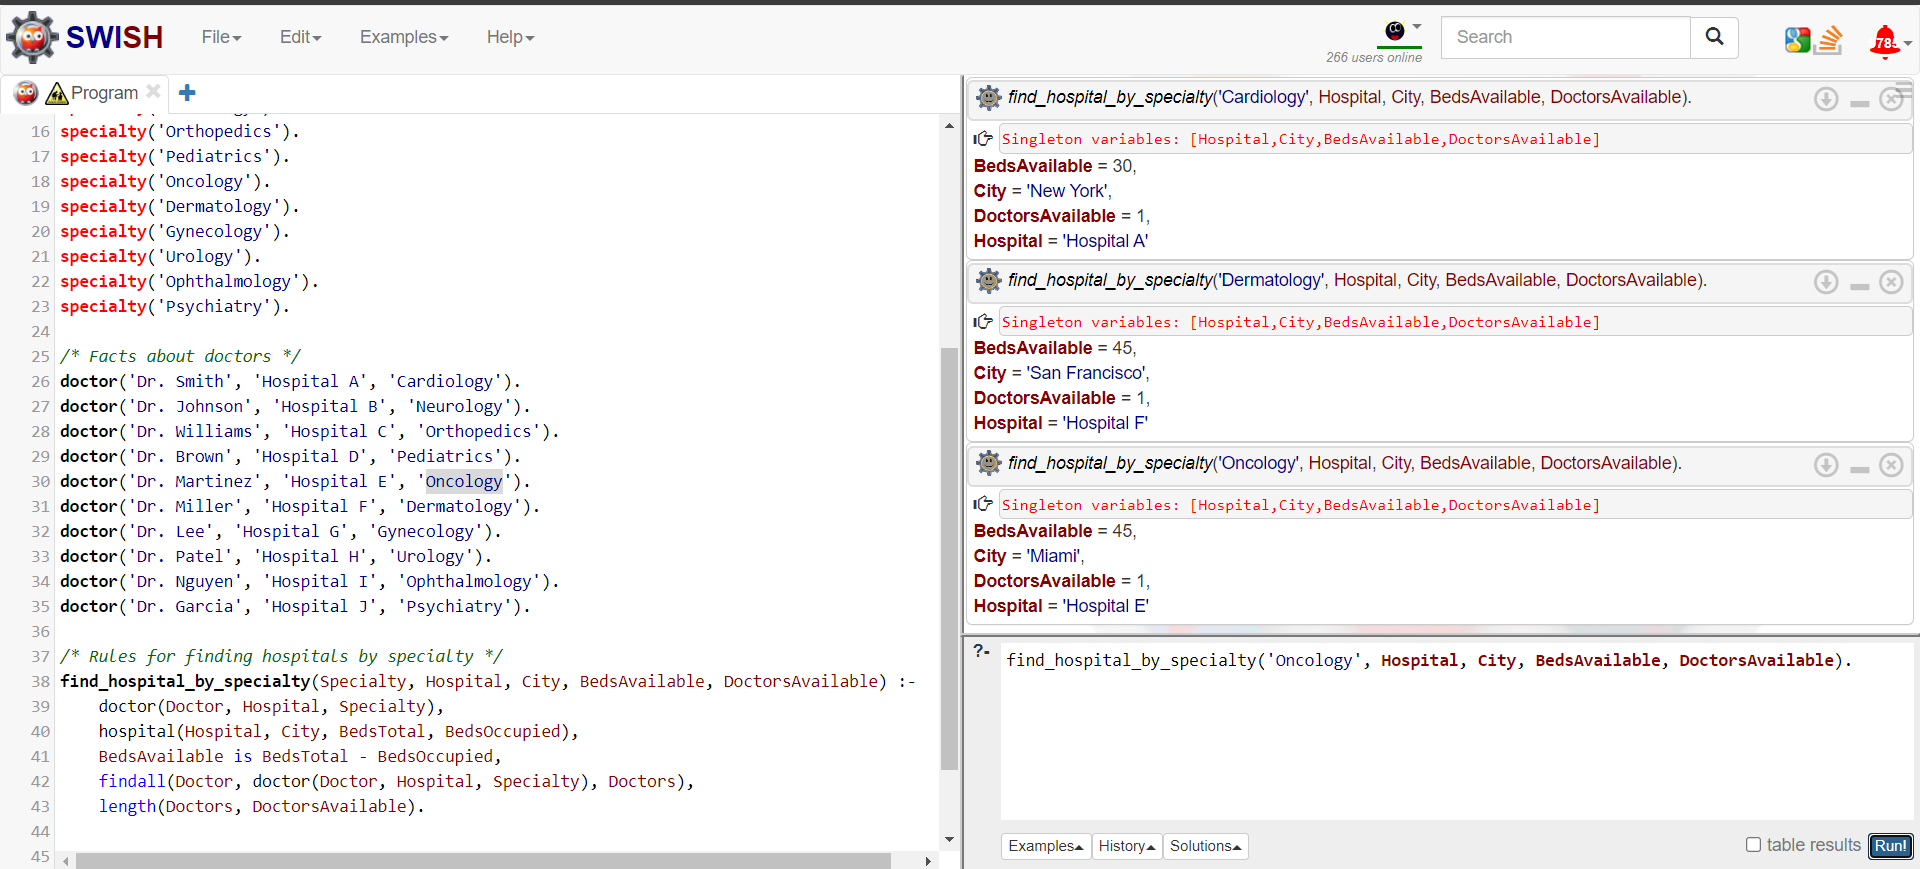 SWISH File Edit Examples Help
266 users online
Search
Program
16 specialty('Orthopedics').
17 specialty('Pediatrics').
18 specialty('Oncology').
19 specialty('Dermatology').
20 specialty('Gynecology').
21 specialty('Urology').
22 specialty('Ophthalmology').
23 specialty('Psychiatry').
24
25 /* Facts about doctors */
26 doctor('Dr. Smith', 'Hospital A', 'Cardiology').
27 doctor('Dr. Johnson', 'Hospital B', 'Neurology').
28 doctor('Dr. Williams', 'Hospital C', 'Orthopedics').
29 doctor('Dr. Brown', 'Hospital D', 'Pediatrics').
30 doctor('Dr. Martinez', 'Hospital E', 'Oncology').
31 doctor('Dr. Miller', 'Hospital F', 'Dermatology').
32 doctor('Dr. Lee', 'Hospital G', 'Gynecology').
33 doctor('Dr. Patel', 'Hospital H', 'Urology').
34 doctor('Dr. Nguyen', 'Hospital I', 'Ophthalmology').
35 doctor('Dr. Garcia', 'Hospital J', 'Psychiatry').
36
37 /* Rules for finding hospitals by specialty */
38 find_hospital_by_specialty(Specialty, Hospital, City, BedsAvailable, DoctorsAvailable) :-
39 doctor(Doctor, Hospital, Specialty),
40 hospital(Hospital, City, BedsTotal, BedsOccupied),
41 BedsAvailable is BedsTotal - BedsOccupied,
42 findall(Doctor, doctor(Doctor, Hospital, Specialty), Doctors),
43 length(Doctors, DoctorsAvailable).
44
45
find_hospital_by_specialty('Cardiology', Hospital, City, BedsAvailable, DoctorsAvailable).
Singleton variables: [Hospital,City,BedsAvailable,DoctorsAvailable]
BedsAvailable = 30,
City = 'New York',
DoctorsAvailable = 1,
Hospital = 'Hospital A'
find_hospital_by_specialty('Dermatology', Hospital, City, BedsAvailable, DoctorsAvailable).
Singleton variables: [Hospital,City,BedsAvailable,DoctorsAvailable]
BedsAvailable = 45,
City = 'San Francisco',
DoctorsAvailable = 1,
Hospital = 'Hospital F'
find_hospital_by_specialty('Oncology', Hospital, City, BedsAvailable, DoctorsAvailable).
Singleton variables: [Hospital,City,BedsAvailable,DoctorsAvailable]
BedsAvailable = 45,
City = 'Miami',
DoctorsAvailable = 1,
Hospital = 'Hospital E'
?- find_hospital_by_specialty('Oncology', Hospital, City, BedsAvailable, DoctorsAvailable).
Examples History Solutions table results Run!